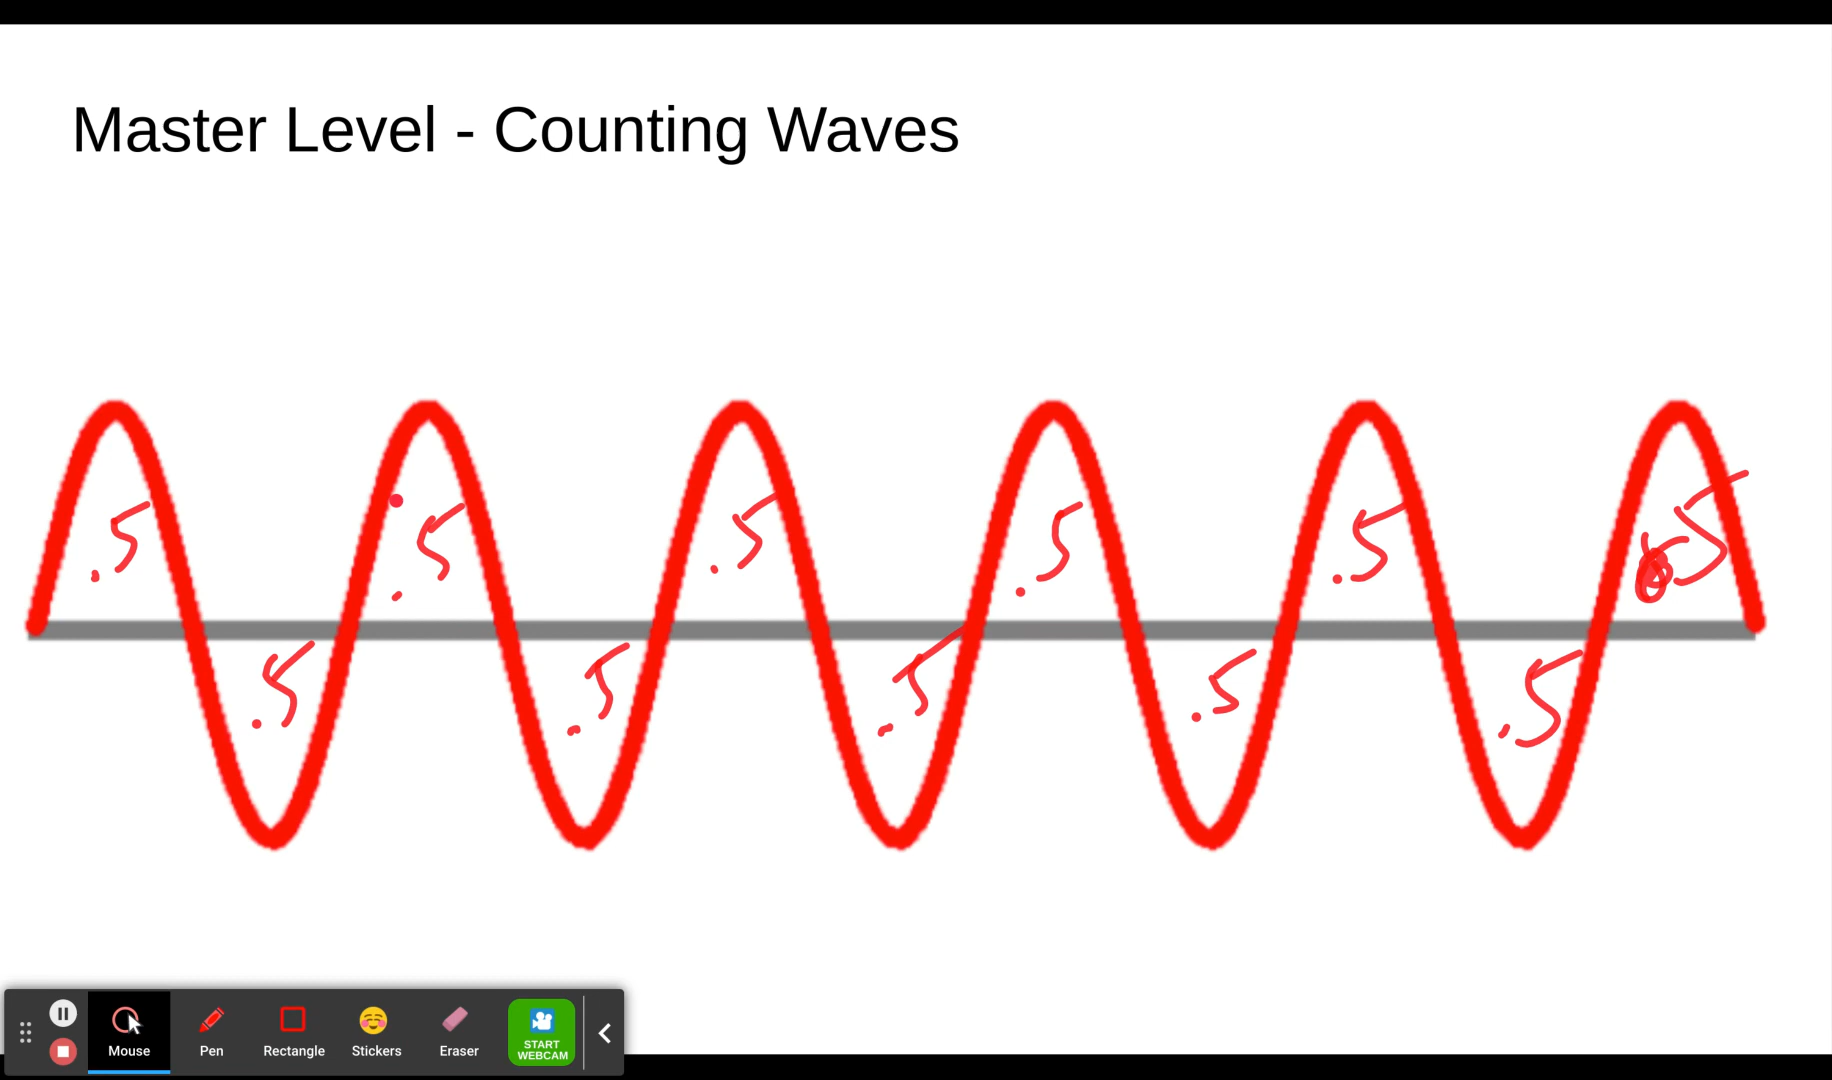 Master Level - Counting Waves
.5 .5 .5 .5 .5 .5
.5 .5 .5 .5 .5
Mouse Pen Rectangle Stickers Eraser START WEBCAM